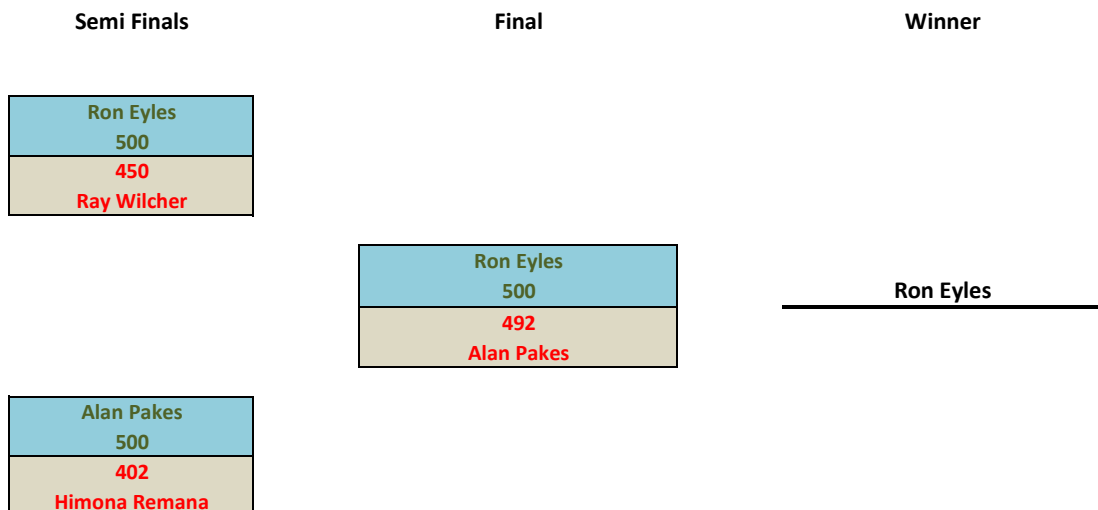 Semi Finals
Final
Winner
Ron Eyles
500
450
Ray Wilcher
Ron Eyles
500
492
Alan Pakes
Ron Eyles
Alan Pakes
500
402
Himona Remana